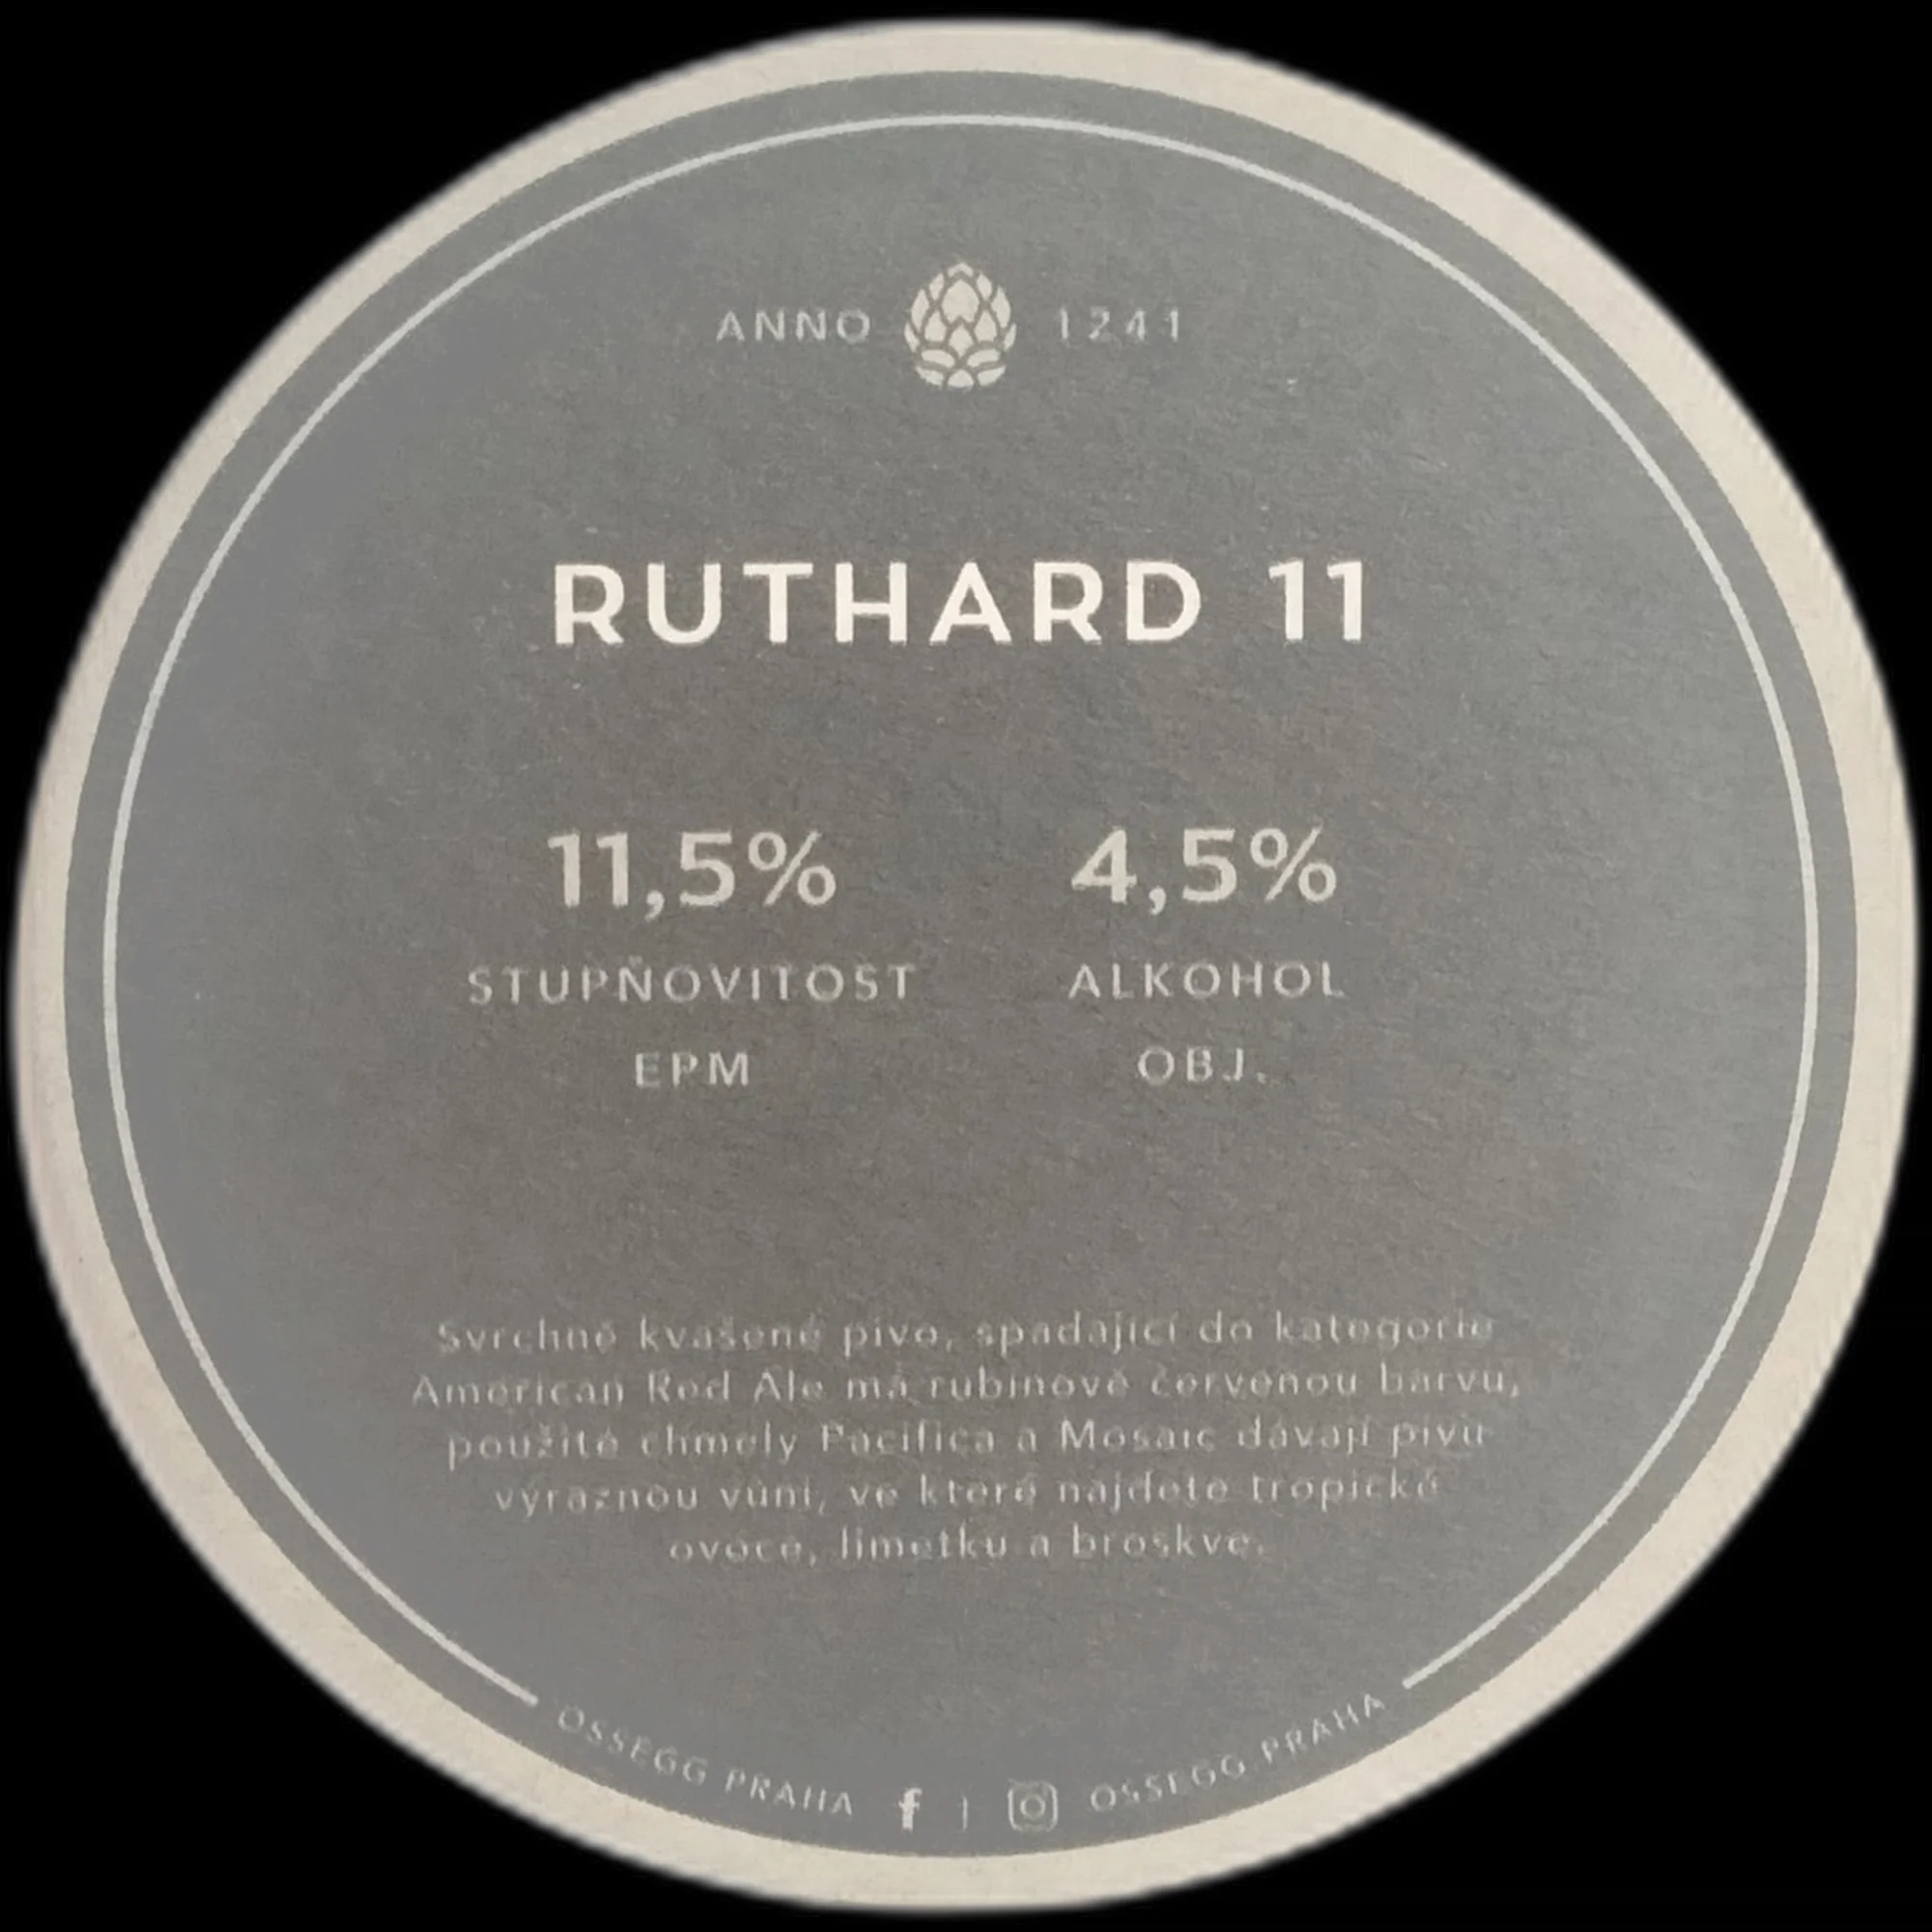 ANNO 1241
RUTHARD 11
11,5% 4,5%
STUPŇOVITOST ALKOHOL
EPM OBJ.
Svrchně kvašené pivo, spadající do kategorie
American Red Ale má rubínově červenou barvu,
použité chmely Pacifica a Mosaic dávají pivu
výraznou vůni, ve které najdete tropické
ovoce, limetku a broskve.
OSSEGG PRAHA f | OSSEGG PRAHA